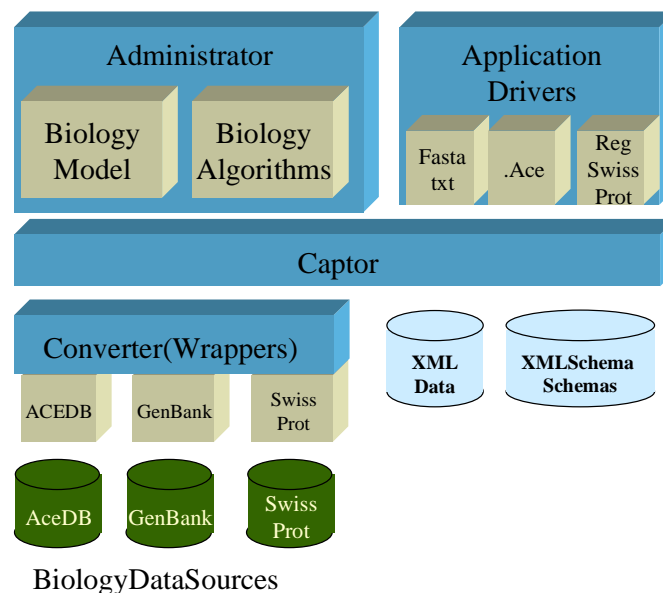 Administrator
Biology
Model
Biology
Algorithms
Application
Drivers
Fasta
txt
.Ace
Reg
Swiss
Prot
Captor
Converter(Wrappers)
ACEDB
GenBank
Swiss
Prot
XML
Data
XMLSchema
Schemas
AceDB
GenBank
Swiss
Prot
BiologyDataSources